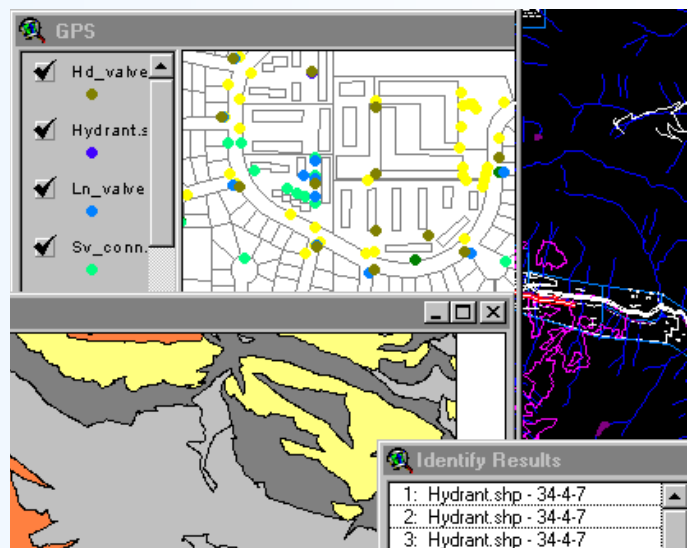 GPS
Hd_valve
Hydrant.s
Ln_valve
Sv_conn.
Identify Results
1: Hydrant.shp - 34-4-7
2: Hydrant.shp - 34-4-7
3: Hydrant.shp - 34-4-7